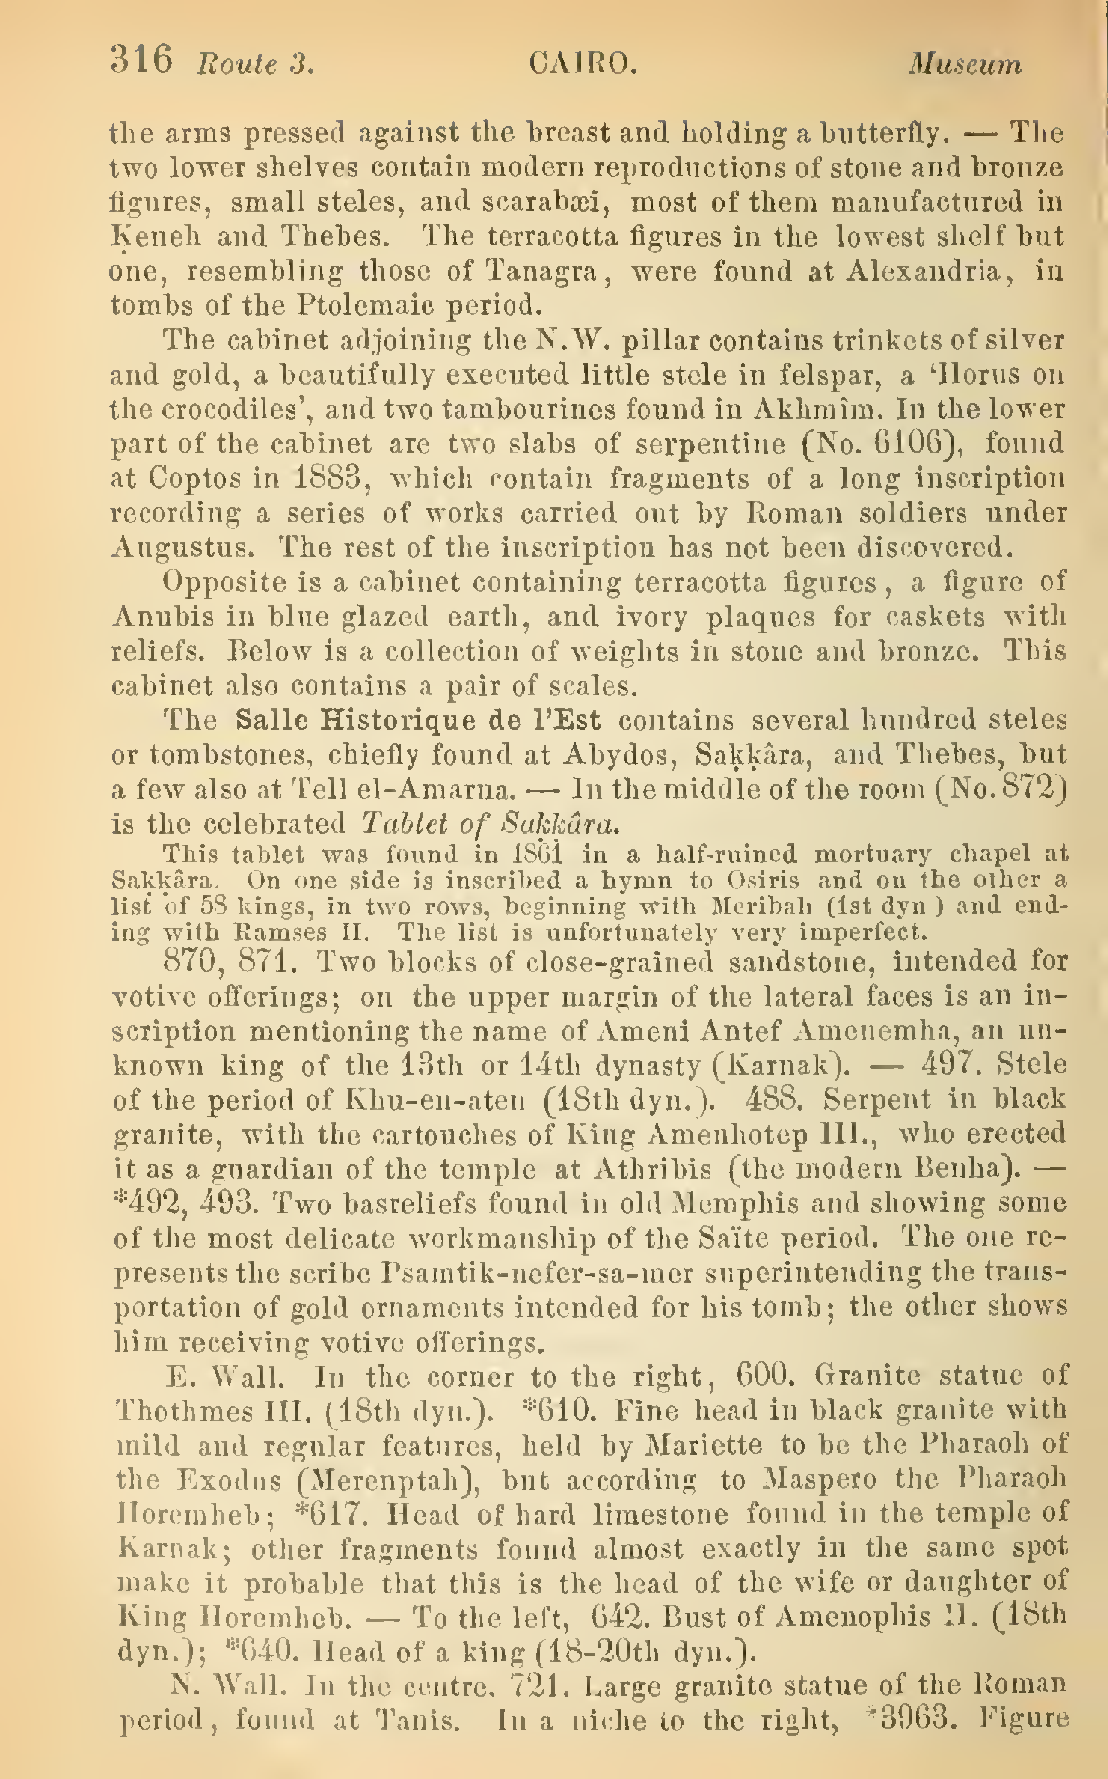 316 Route 3. CAIRO. Museum
the arms pressed against the breast and holding a butterfly. — The
two lower shelves contain modern reproductions of stone and bronze
figures, small steles, and scarabæi, most of them manufactured in
Ḳeneh and Thebes. The terracotta figures in the lowest shelf but
one, resembling those of Tanagra, were found at Alexandria, in
tombs of the Ptolemaic period.
The cabinet adjoining the N.W. pillar contains trinkets of silver
and gold, a beautifully executed little stele in felspar, a ‘Horus on
the crocodiles’, and two tambourines found in Akhmîm. In the lower
part of the cabinet are two slabs of serpentine (No. 6106), found
at Coptos in 1883, which contain fragments of a long inscription
recording a series of works carried out by Roman soldiers under
Augustus. The rest of the inscription has not been discovered.
Opposite is a cabinet containing terracotta figures, a figure of
Anubis in blue glazed earth, and ivory plaques for caskets with
reliefs. Below is a collection of weights in stone and bronze. This
cabinet also contains a pair of scales.
The Salle Historique de l’Est contains several hundred steles
or tombstones, chiefly found at Abydos, Saḳḳâra, and Thebes, but
a few also at Tell el-Amarna. — In the middle of the room (No. 872)
is the celebrated Tablet of Saḳḳâra.
This tablet was found in 1861 in a half-ruined mortuary chapel at
Saḳḳâra. On one side is inscribed a hymn to Osiris and on the other a
list of 58 kings, in two rows, beginning with Meribah (1st dyn) and end-
ing with Ramses II. The list is unfortunately very imperfect.
870, 871. Two blocks of close-grained sandstone, intended for
votive offerings; on the upper margin of the lateral faces is an in-
scription mentioning the name of Ameni Antef Amenemha, an un-
known king of the 13th or 14th dynasty (Karnak). — 497. Stele
of the period of Khu-en-aten (18th dyn.). 488. Serpent in black
granite, with the cartouches of King Amenhotep III., who erected
it as a guardian of the temple at Athribis (the modern Benha). —
*492, 493. Two basreliefs found in old Memphis and showing some
of the most delicate workmanship of the Saïte period. The one re-
presents the scribe Psamtik-nefer-sa-mer superintending the trans-
portation of gold ornaments intended for his tomb; the other shows
him receiving votive offerings.
E. Wall. In the corner to the right, 600. Granite statue of
Thothmes III. (18th dyn.). *610. Fine head in black granite with
mild and regular features, held by Mariette to be the Pharaoh of
the Exodus (Merenptah), but according to Maspero the Pharaoh
Horemheb; *617. Head of hard limestone found in the temple of
Karnak; other fragments found almost exactly in the same spot
make it probable that this is the head of the wife or daughter of
King Horemheb. — To the left, 642. Bust of Amenophis II. (18th
dyn.); *640. Head of a king (18-20th dyn.).
N. Wall. In the centre, 721. Large granite statue of the Roman
period, found at Tanis. In a niche to the right, *3963. Figure